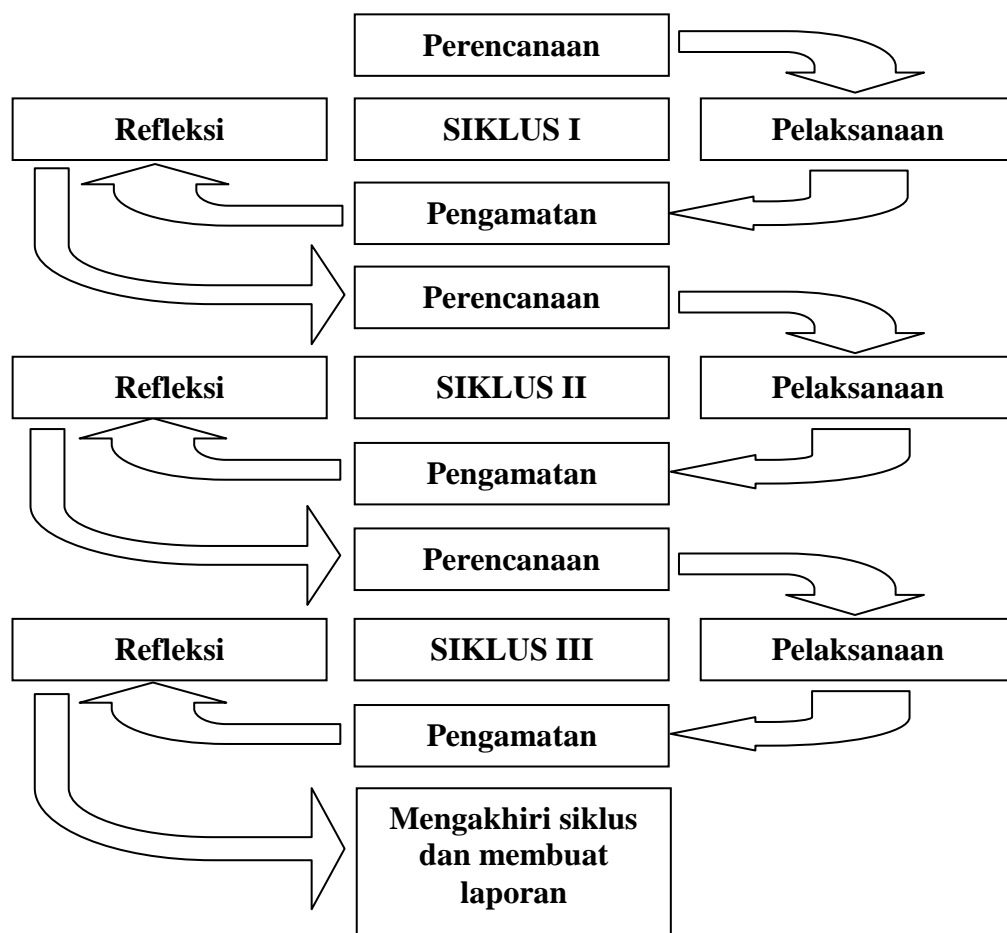 Perencanaan
Refleksi
SIKLUS I
Pelaksanaan
Pengamatan
Perencanaan
Refleksi
SIKLUS II
Pelaksanaan
Pengamatan
Perencanaan
Refleksi
SIKLUS III
Pelaksanaan
Pengamatan
Mengakhiri siklus
dan membuat
laporan